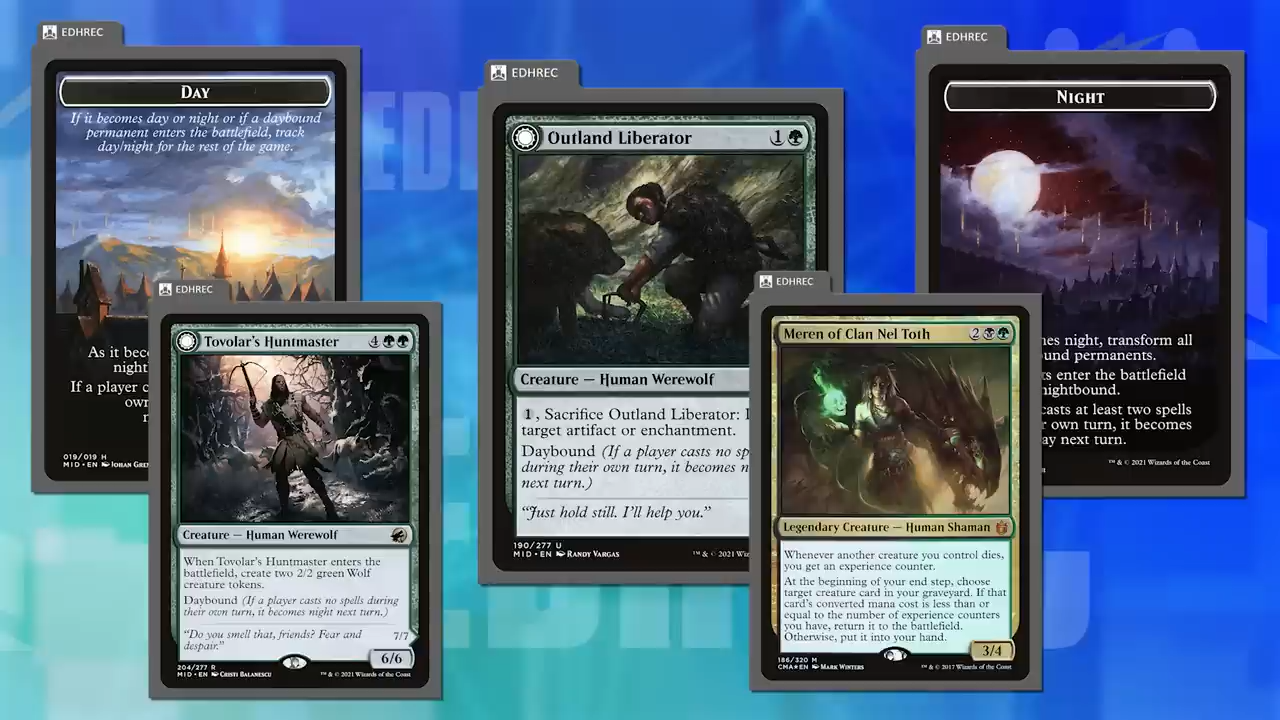 EDHREC
DAY
If it becomes day or night or if a daybound
permanent enters the battlefield, track
day/night for the rest of the game.
As it
night
If a player
own
019/019 H
MID • EN
EDHREC
Tovolar's Huntmaster 4
Creature — Human Werewolf
When Tovolar's Huntmaster enters the
battlefield, create two 2/2 green Wolf
creature tokens.
Daybound (If a player casts no spells during
their own turn, it becomes night next turn.)
"Do you smell that, friends? Fear and
despair."
7/7
6/6
204/277 R
MID • EN CRISTI BALANESCU
™ & © 2021 Wizards of the Coast
EDHREC
Outland Liberator 1
Creature — Human Werewolf
1, Sacrifice Outland Liberator:
target artifact or enchantment.
Daybound (If a player casts no
during their own turn, it becomes
next turn.)
"Just hold still. I'll help you."
190/277 U
MID • EN RANDY VARGAS
™ & © 2021
EDHREC
Meren of Clan Nel Toth 2
Legendary Creature — Human Shaman
Whenever another creature you control dies,
you get an experience counter.
At the beginning of your end step, choose
target creature card in your graveyard. If that
card's converted mana cost is less than or
equal to the number of experience counters
you have, return it to the battlefield.
Otherwise, put it into your hand.
3/4
186/320 M
CMA★EN MARK WINTERS
™ & © 2017 Wizards of the Coast
EDHREC
NIGHT
night, transform all
permanents.
enter the battlefield
nightbound.
casts at least two spells
own turn, it becomes
next turn.
™ & © 2021 Wizards of the Coast